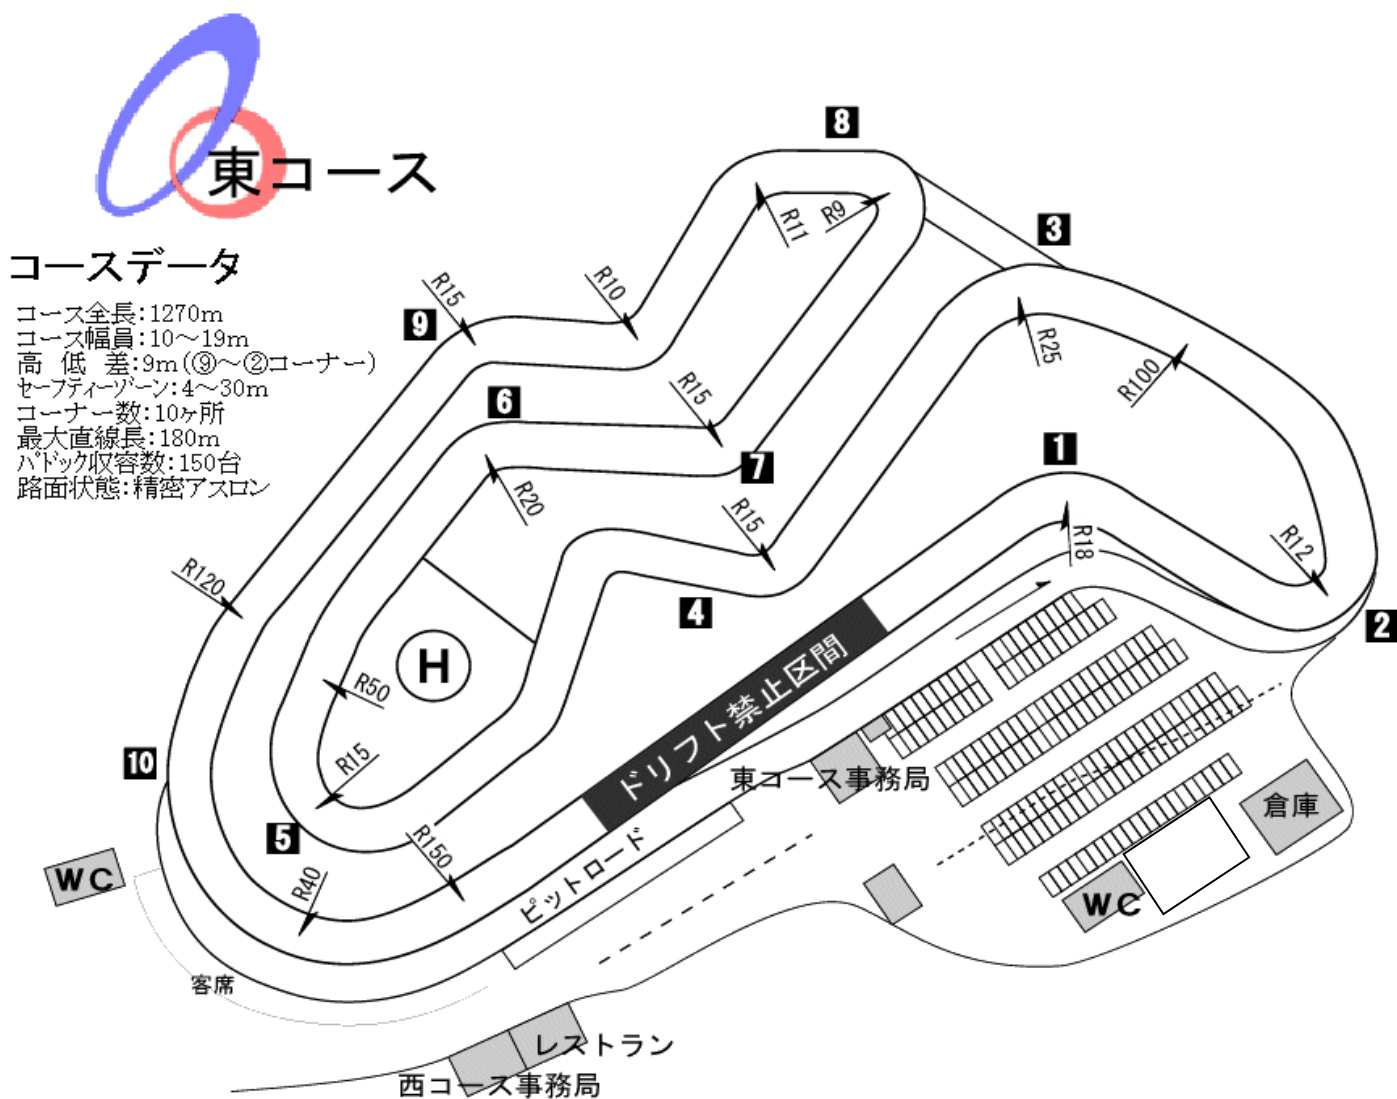 東コース
コースデータ
コース全長:1270m
コース幅員:10～19m
高 低 差:9m(⑨～②コーナー)
セーフティーゾーン:4～30m
コーナー数:10ヶ所
最大直線長:180m
パドック収容数:150台
路面状態:精密アスロン
8
3
R11
R9
R15
R10
9
R25
R100
R15
6
7
1
R20
R15
R18
R12
R120
4
2
H
R50
ドリフト禁止区間
10
R15
東コース事務局
倉庫
5
R150
ピットロード
WC
R40
WC
客席
レストラン
西コース事務局